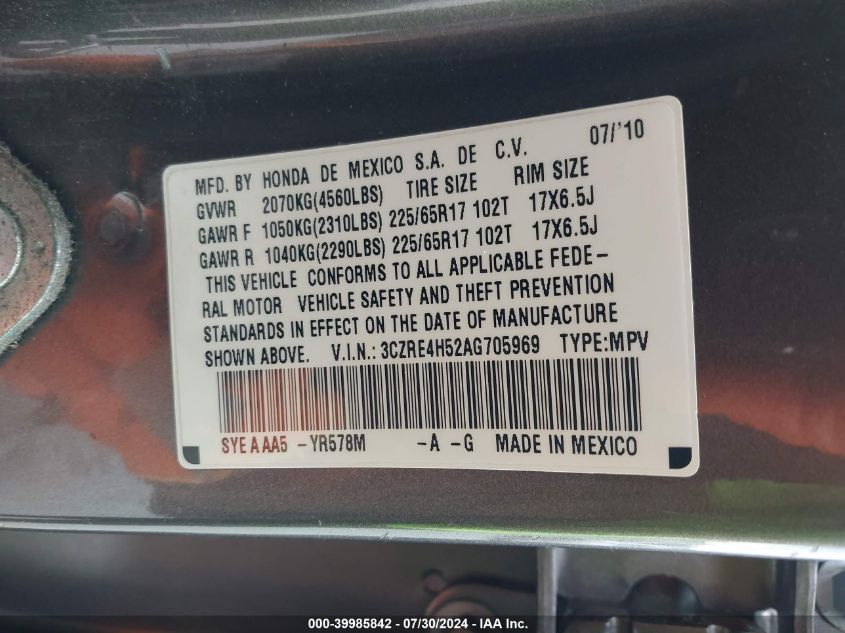 MFD. BY HONDA DE MEXICO S.A. DE C.V. 07/'10
GVWR 2070KG(4560LBS) TIRE SIZE RIM SIZE
GAWR F 1050KG(2310LBS) 225/65R17 102T 17X6.5J
GAWR R 1040KG(2290LBS) 225/65R17 102T 17X6.5J
THIS VEHICLE CONFORMS TO ALL APPLICABLE FEDE-
RAL MOTOR VEHICLE SAFETY AND THEFT PREVENTION
STANDARDS IN EFFECT ON THE DATE OF MANUFACTURE
SHOWN ABOVE. V.I.N.: 3CZRE4H52AG705969 TYPE:MPV
SYE A AA5 -YR578M -A -G MADE IN MEXICO
000-39985842 - 07/30/2024 - IAA Inc.